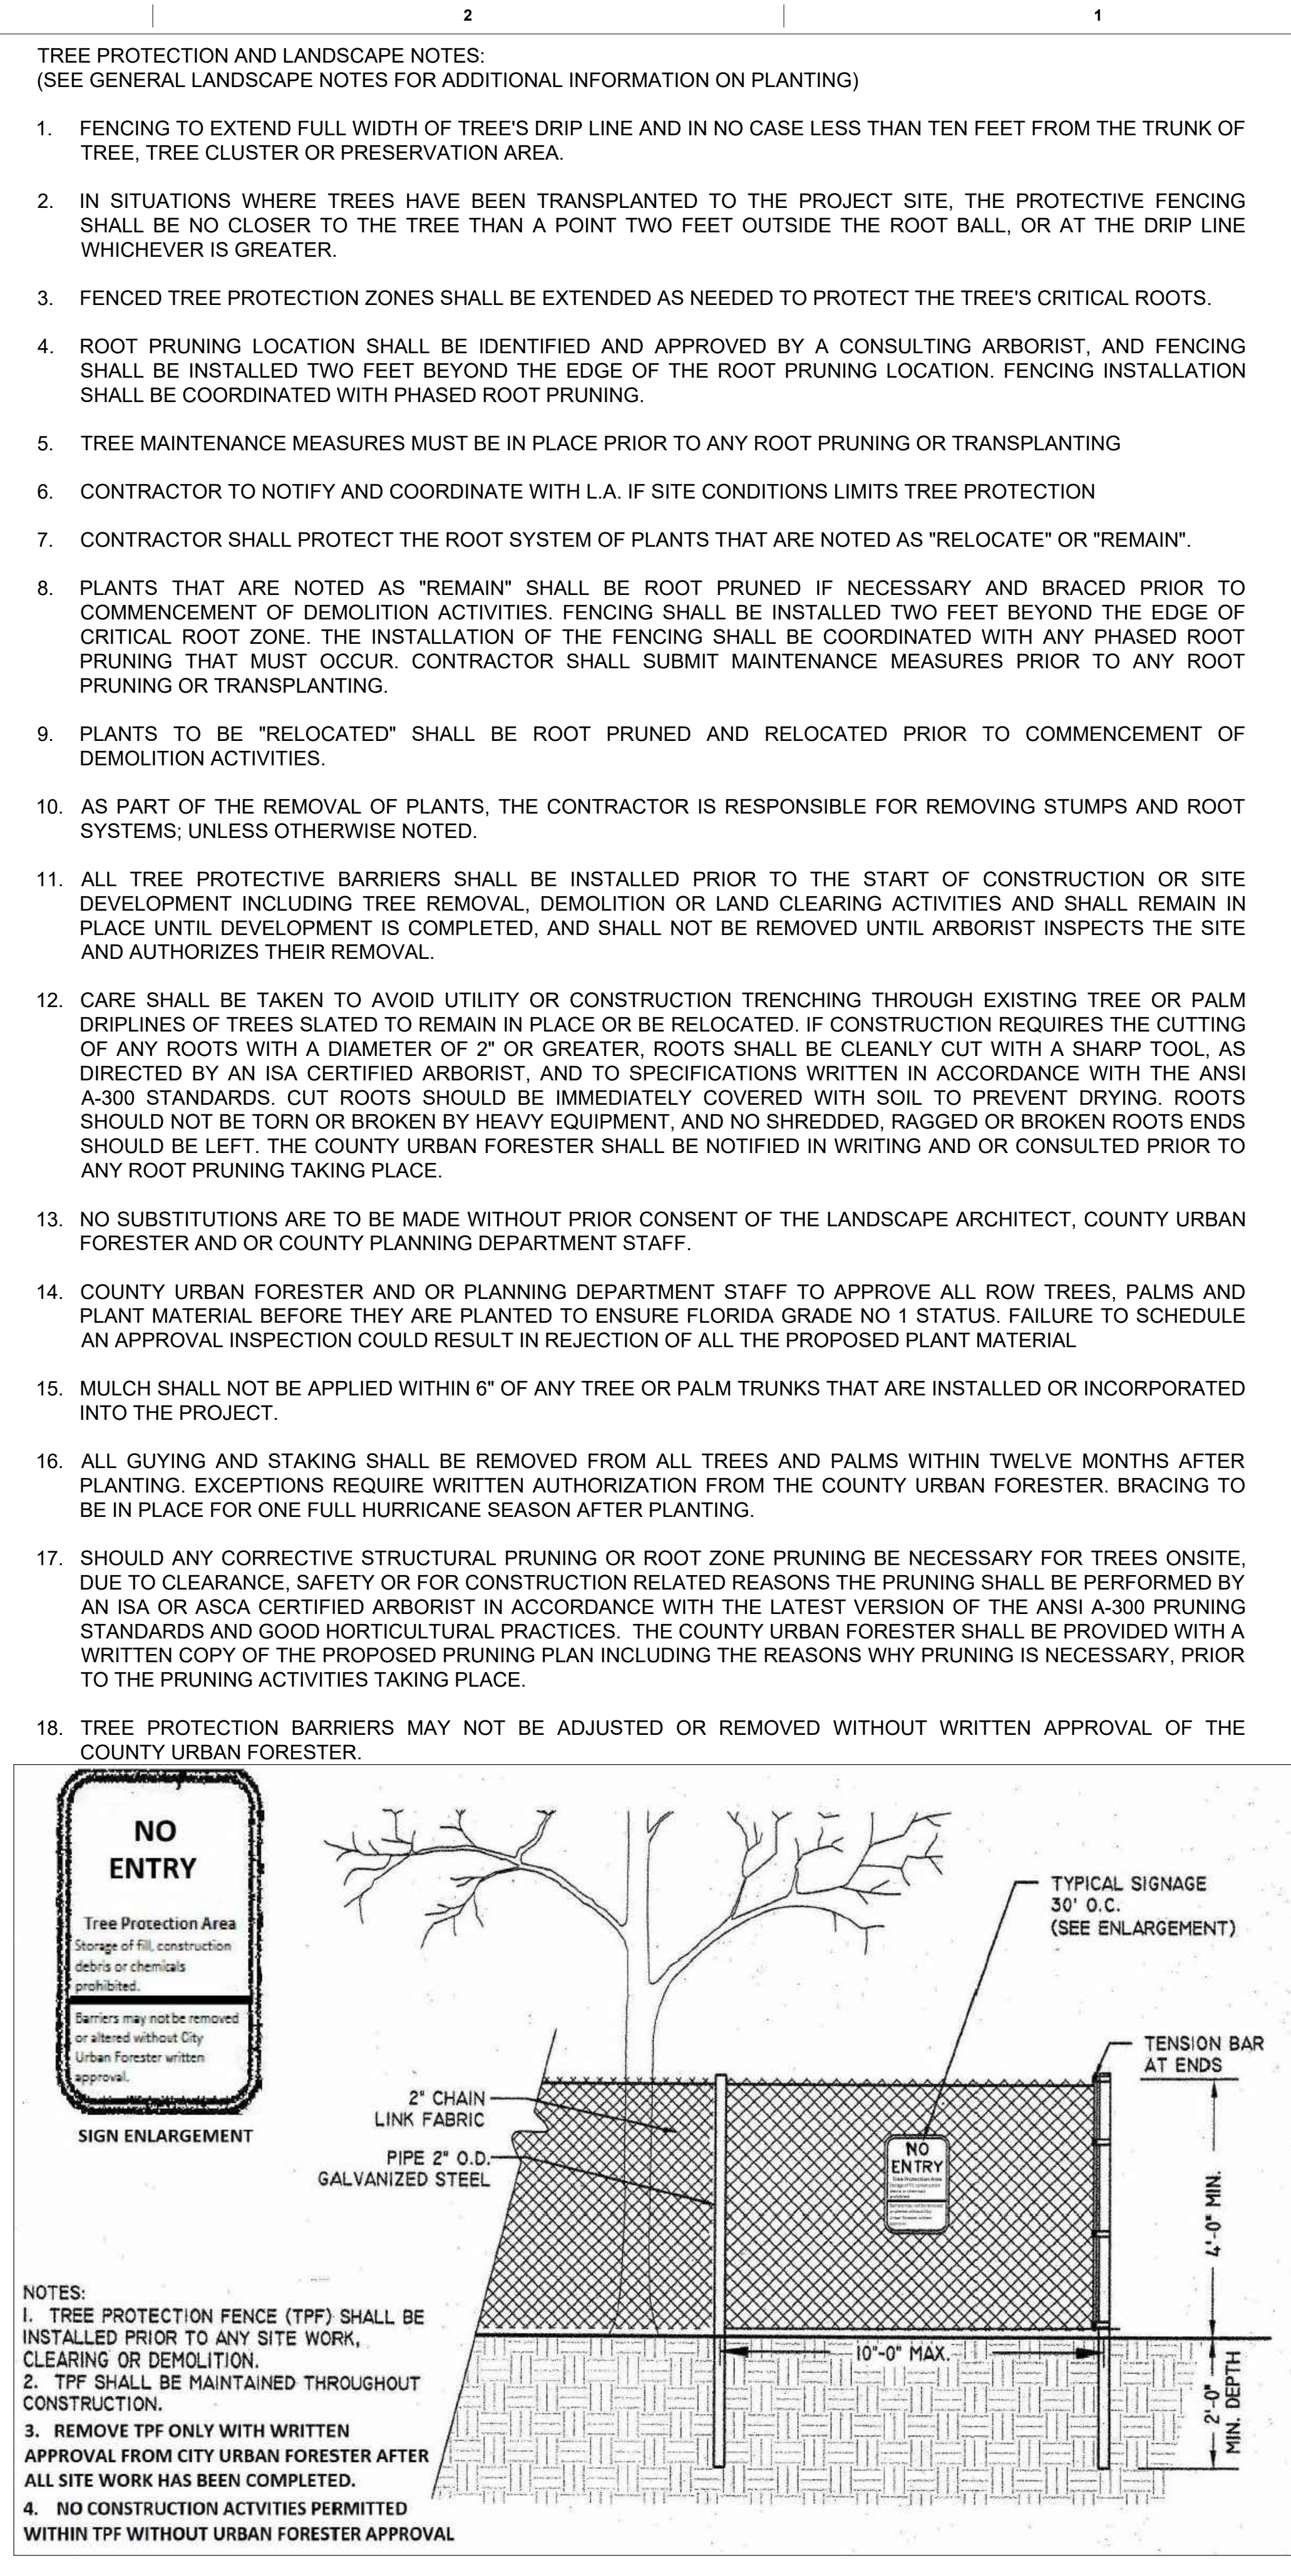 2 1
TREE PROTECTION AND LANDSCAPE NOTES:
(SEE GENERAL LANDSCAPE NOTES FOR ADDITIONAL INFORMATION ON PLANTING)
1. FENCING TO EXTEND FULL WIDTH OF TREE'S DRIP LINE AND IN NO CASE LESS THAN TEN FEET FROM THE TRUNK OF
TREE, TREE CLUSTER OR PRESERVATION AREA.
2. IN SITUATIONS WHERE TREES HAVE BEEN TRANSPLANTED TO THE PROJECT SITE, THE PROTECTIVE FENCING
SHALL BE NO CLOSER TO THE TREE THAN A POINT TWO FEET OUTSIDE THE ROOT BALL, OR AT THE DRIP LINE
WHICHEVER IS GREATER.
3. FENCED TREE PROTECTION ZONES SHALL BE EXTENDED AS NEEDED TO PROTECT THE TREE'S CRITICAL ROOTS.
4. ROOT PRUNING LOCATION SHALL BE IDENTIFIED AND APPROVED BY A CONSULTING ARBORIST, AND FENCING
SHALL BE INSTALLED TWO FEET BEYOND THE EDGE OF THE ROOT PRUNING LOCATION. FENCING INSTALLATION
SHALL BE COORDINATED WITH PHASED ROOT PRUNING.
5. TREE MAINTENANCE MEASURES MUST BE IN PLACE PRIOR TO ANY ROOT PRUNING OR TRANSPLANTING
6. CONTRACTOR TO NOTIFY AND COORDINATE WITH L.A. IF SITE CONDITIONS LIMITS TREE PROTECTION
7. CONTRACTOR SHALL PROTECT THE ROOT SYSTEM OF PLANTS THAT ARE NOTED AS "RELOCATE" OR "REMAIN".
8. PLANTS THAT ARE NOTED AS "REMAIN" SHALL BE ROOT PRUNED IF NECESSARY AND BRACED PRIOR TO
COMMENCEMENT OF DEMOLITION ACTIVITIES. FENCING SHALL BE INSTALLED TWO FEET BEYOND THE EDGE OF
CRITICAL ROOT ZONE. THE INSTALLATION OF THE FENCING SHALL BE COORDINATED WITH ANY PHASED ROOT
PRUNING THAT MUST OCCUR. CONTRACTOR SHALL SUBMIT MAINTENANCE MEASURES PRIOR TO ANY ROOT
PRUNING OR TRANSPLANTING.
9. PLANTS TO BE "RELOCATED" SHALL BE ROOT PRUNED AND RELOCATED PRIOR TO COMMENCEMENT OF
DEMOLITION ACTIVITIES.
10. AS PART OF THE REMOVAL OF PLANTS, THE CONTRACTOR IS RESPONSIBLE FOR REMOVING STUMPS AND ROOT
SYSTEMS; UNLESS OTHERWISE NOTED.
11. ALL TREE PROTECTIVE BARRIERS SHALL BE INSTALLED PRIOR TO THE START OF CONSTRUCTION OR SITE
DEVELOPMENT INCLUDING TREE REMOVAL, DEMOLITION OR LAND CLEARING ACTIVITIES AND SHALL REMAIN IN
PLACE UNTIL DEVELOPMENT IS COMPLETED, AND SHALL NOT BE REMOVED UNTIL ARBORIST INSPECTS THE SITE
AND AUTHORIZES THEIR REMOVAL.
12. CARE SHALL BE TAKEN TO AVOID UTILITY OR CONSTRUCTION TRENCHING THROUGH EXISTING TREE OR PALM
DRIPLINES OF TREES SLATED TO REMAIN IN PLACE OR BE RELOCATED. IF CONSTRUCTION REQUIRES THE CUTTING
OF ANY ROOTS WITH A DIAMETER OF 2" OR GREATER, ROOTS SHALL BE CLEANLY CUT WITH A SHARP TOOL, AS
DIRECTED BY AN ISA CERTIFIED ARBORIST, AND TO SPECIFICATIONS WRITTEN IN ACCORDANCE WITH THE ANSI
A-300 STANDARDS. CUT ROOTS SHOULD BE IMMEDIATELY COVERED WITH SOIL TO PREVENT DRYING. ROOTS
SHOULD NOT BE TORN OR BROKEN BY HEAVY EQUIPMENT, AND NO SHREDDED, RAGGED OR BROKEN ROOTS ENDS
SHOULD BE LEFT. THE COUNTY URBAN FORESTER SHALL BE NOTIFIED IN WRITING AND OR CONSULTED PRIOR TO
ANY ROOT PRUNING TAKING PLACE.
13. NO SUBSTITUTIONS ARE TO BE MADE WITHOUT PRIOR CONSENT OF THE LANDSCAPE ARCHITECT, COUNTY URBAN
FORESTER AND OR COUNTY PLANNING DEPARTMENT STAFF.
14. COUNTY URBAN FORESTER AND OR PLANNING DEPARTMENT STAFF TO APPROVE ALL ROW TREES, PALMS AND
PLANT MATERIAL BEFORE THEY ARE PLANTED TO ENSURE FLORIDA GRADE NO 1 STATUS. FAILURE TO SCHEDULE
AN APPROVAL INSPECTION COULD RESULT IN REJECTION OF ALL THE PROPOSED PLANT MATERIAL
15. MULCH SHALL NOT BE APPLIED WITHIN 6" OF ANY TREE OR PALM TRUNKS THAT ARE INSTALLED OR INCORPORATED
INTO THE PROJECT.
16. ALL GUYING AND STAKING SHALL BE REMOVED FROM ALL TREES AND PALMS WITHIN TWELVE MONTHS AFTER
PLANTING. EXCEPTIONS REQUIRE WRITTEN AUTHORIZATION FROM THE COUNTY URBAN FORESTER. BRACING TO
BE IN PLACE FOR ONE FULL HURRICANE SEASON AFTER PLANTING.
17. SHOULD ANY CORRECTIVE STRUCTURAL PRUNING OR ROOT ZONE PRUNING BE NECESSARY FOR TREES ONSITE,
DUE TO CLEARANCE, SAFETY OR FOR CONSTRUCTION RELATED REASONS THE PRUNING SHALL BE PERFORMED BY
AN ISA OR ASCA CERTIFIED ARBORIST IN ACCORDANCE WITH THE LATEST VERSION OF THE ANSI A-300 PRUNING
STANDARDS AND GOOD HORTICULTURAL PRACTICES. THE COUNTY URBAN FORESTER SHALL BE PROVIDED WITH A
WRITTEN COPY OF THE PROPOSED PRUNING PLAN INCLUDING THE REASONS WHY PRUNING IS NECESSARY, PRIOR
TO THE PRUNING ACTIVITIES TAKING PLACE.
18. TREE PROTECTION BARRIERS MAY NOT BE ADJUSTED OR REMOVED WITHOUT WRITTEN APPROVAL OF THE
COUNTY URBAN FORESTER.
NO
ENTRY
Tree Protection Area
Storage of fill, construction
debris or chemicals
prohibited.
Barriers may not be removed
or altered without City
Urban Forester written
approval.
SIGN ENLARGEMENT
TYPICAL SIGNAGE
30' O.C.
(SEE ENLARGEMENT)
TENSION BAR
AT ENDS
2" CHAIN
LINK FABRIC
PIPE 2" O.D.
GALVANIZED STEEL
NO
ENTRY
Tree Protection Area
4'-0" MIN.
10"-0" MAX.
2'-0"
MIN. DEPTH
NOTES:
1. TREE PROTECTION FENCE (TPF) SHALL BE
INSTALLED PRIOR TO ANY SITE WORK,
CLEARING OR DEMOLITION.
2. TPF SHALL BE MAINTAINED THROUGHOUT
CONSTRUCTION.
3. REMOVE TPF ONLY WITH WRITTEN
APPROVAL FROM CITY URBAN FORESTER AFTER
ALL SITE WORK HAS BEEN COMPLETED.
4. NO CONSTRUCTION ACTVITIES PERMITTED
WITHIN TPF WITHOUT URBAN FORESTER APPROVAL